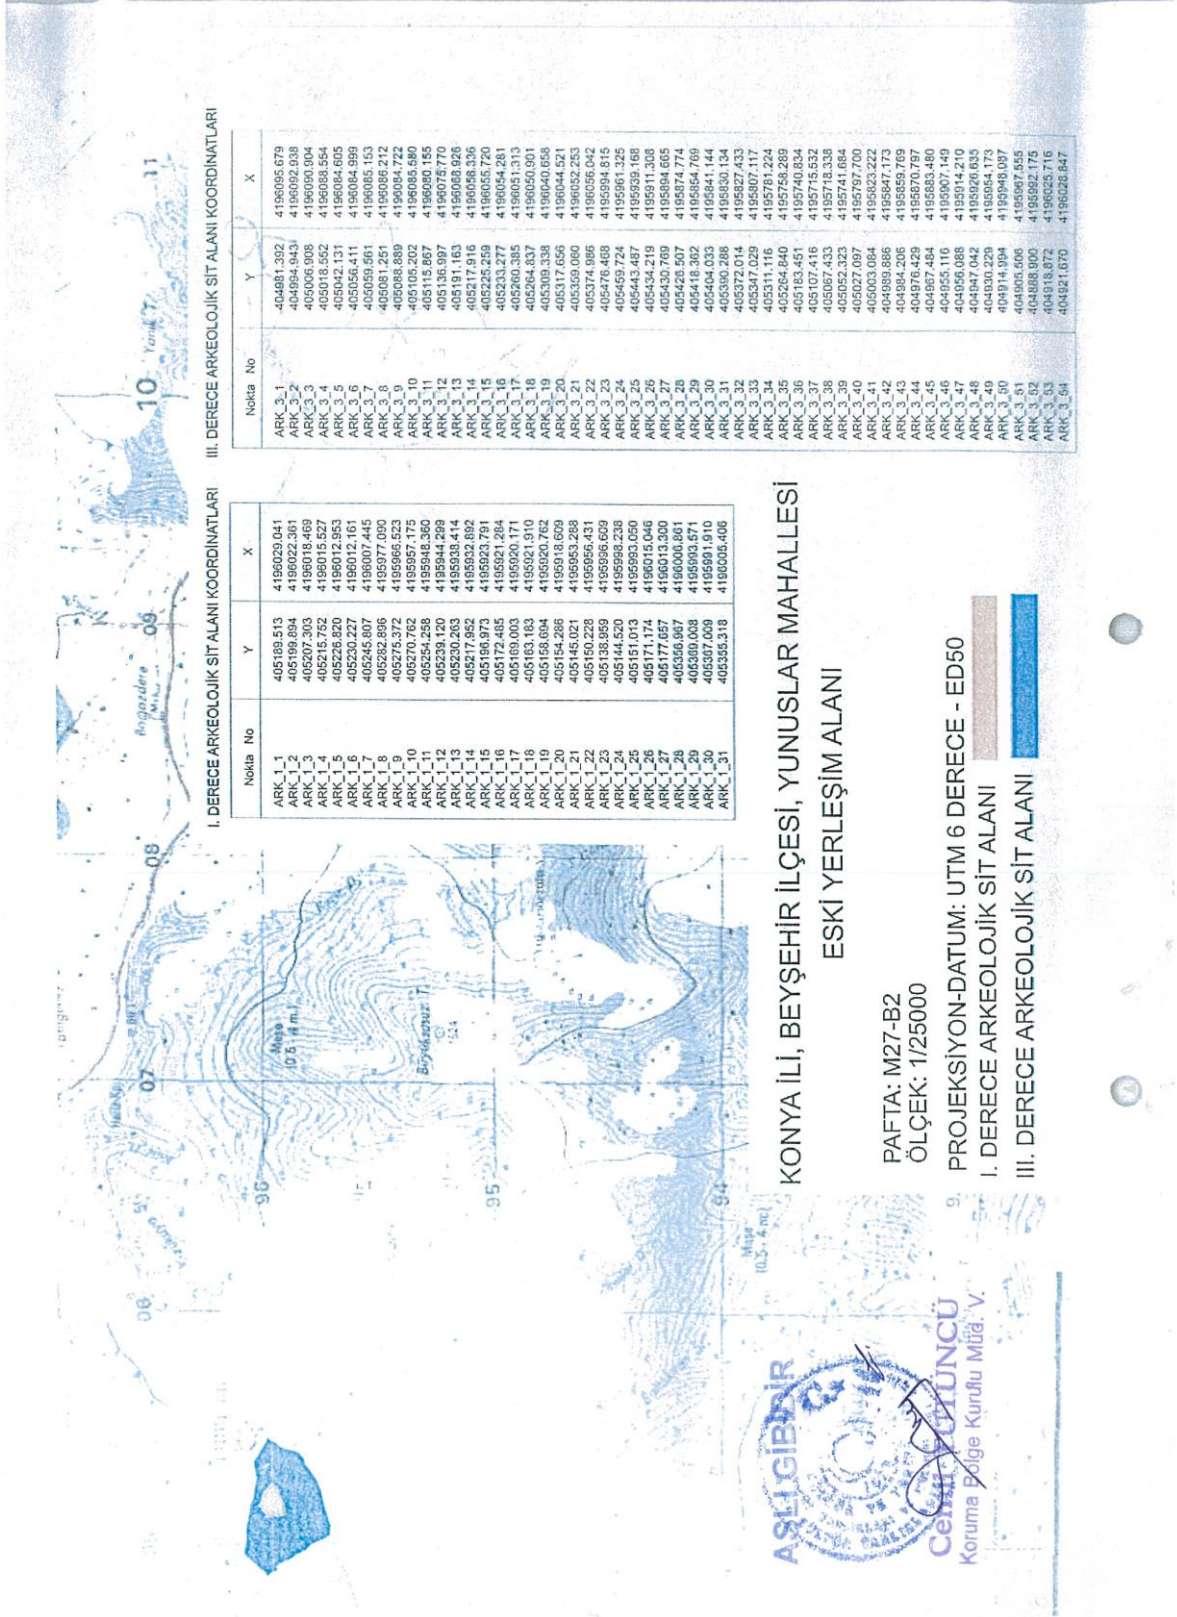 I. DERECE ARKEOLOJİK SİT ALANI KOORDİNATLARI
Nokta No Y X
ARK_1_1 405189.513 4196029.041
ARK_1_2 405199.894 4196022.361
ARK_1_3 405207.303 4196018.469
ARK_1_4 405215.752 4196015.527
ARK_1_5 405226.820 4196012.953
ARK_1_6 405230.227 4196012.161
ARK_1_7 405245.807 4196007.445
ARK_1_8 405282.896 4195977.090
ARK_1_9 405275.372 4195966.523
ARK_1_10 405270.762 4195957.175
ARK_1_11 405254.258 4195948.360
ARK_1_12 405239.120 4195944.299
ARK_1_13 405230.263 4195938.414
ARK_1_14 405217.952 4195932.892
ARK_1_15 405196.973 4195923.791
ARK_1_16 405172.485 4195921.284
ARK_1_17 405169.003 4195920.171
ARK_1_18 405163.183 4195921.910
ARK_1_19 405158.694 4195920.762
ARK_1_20 405154.286 4195918.609
ARK_1_21 405145.021 4195953.288
ARK_1_22 405150.228 4195956.431
ARK_1_23 405138.959 4195996.609
ARK_1_24 405144.520 4195998.238
ARK_1_25 405151.013 4195993.050
ARK_1_26 405171.174 4196015.046
ARK_1_27 405177.657 4196013.300
ARK_1_28 405356.967 4196006.861
ARK_1_29 405369.008 4195993.571
ARK_1_30 405367.009 4195991.910
ARK_1_31 405355.318 4196005.406
III. DERECE ARKEOLOJİK SİT ALANI KOORDİNATLARI
Nokta No Y X
ARK_3_1 404981.392 4196095.679
ARK_3_2 404994.943 4196092.938
ARK_3_3 405006.908 4196090.904
ARK_3_4 405018.552 4196088.554
ARK_3_5 405042.131 4196084.605
ARK_3_6 405056.411 4196084.999
ARK_3_7 405059.561 4196085.153
ARK_3_8 405081.251 4196086.212
ARK_3_9 405088.889 4196084.722
ARK_3_10 405105.202 4196085.580
ARK_3_11 405115.867 4196080.155
ARK_3_12 405136.997 4196075.770
ARK_3_13 405191.163 4196068.926
ARK_3_14 405217.916 4196058.336
ARK_3_15 405225.259 4196055.720
ARK_3_16 405233.277 4196054.281
ARK_3_17 405260.385 4196051.313
ARK_3_18 405264.837 4196050.901
ARK_3_19 405309.338 4196040.658
ARK_3_20 405317.656 4196044.521
ARK_3_21 405339.060 4196052.253
ARK_3_22 405374.986 4196056.042
ARK_3_23 405476.468 4195994.815
ARK_3_24 405459.724 4195961.325
ARK_3_25 405443.487 4195939.168
ARK_3_26 405434.219 4195911.308
ARK_3_27 405430.769 4195894.665
ARK_3_28 405426.507 4195874.774
ARK_3_29 405418.362 4195854.769
ARK_3_30 405404.033 4195841.144
ARK_3_31 405390.288 4195830.134
ARK_3_32 405372.014 4195827.433
ARK_3_33 405347.029 4195807.117
ARK_3_34 405311.116 4195781.224
ARK_3_35 405264.840 4195758.289
ARK_3_36 405183.451 4195740.834
ARK_3_37 405107.416 4195715.532
ARK_3_38 405067.433 4195718.338
ARK_3_39 405052.323 4195741.684
ARK_3_40 405027.097 4195797.700
ARK_3_41 405003.084 4195823.222
ARK_3_42 404989.886 4195847.173
ARK_3_43 404984.206 4195859.769
ARK_3_44 404976.429 4195870.797
ARK_3_45 404967.484 4195883.480
ARK_3_46 404955.116 4195907.149
ARK_3_47 404956.088 4195914.210
ARK_3_48 404947.042 4195926.635
ARK_3_49 404930.229 4195954.173
ARK_3_50 404914.994 4195948.087
ARK_3_51 404905.506 4195967.555
ARK_3_52 404888.900 4195992.175
ARK_3_53 404918.872 4196025.716
ARK_3_54 404921.670 4196028.847
06
07
08
09
10
11
96
95
94
Boğazdere
Meşe
10.5 - 4 m.
Büyüksusuz T.
Meşe
10.5 - 4 m.
KONYA İLİ, BEYŞEHİR İLÇESİ, YUNUSLAR MAHALLESİ
ESKİ YERLEŞİM ALANI
PAFTA: M27-B2
ÖLÇEK: 1/25000
PROJEKSİYON-DATUM: UTM 6 DERECE - ED50
I. DERECE ARKEOLOJİK SİT ALANI
III. DERECE ARKEOLOJİK SİT ALANI
ASLI GİBİDİR
Koruma Bölge Kurulu Müd. V.